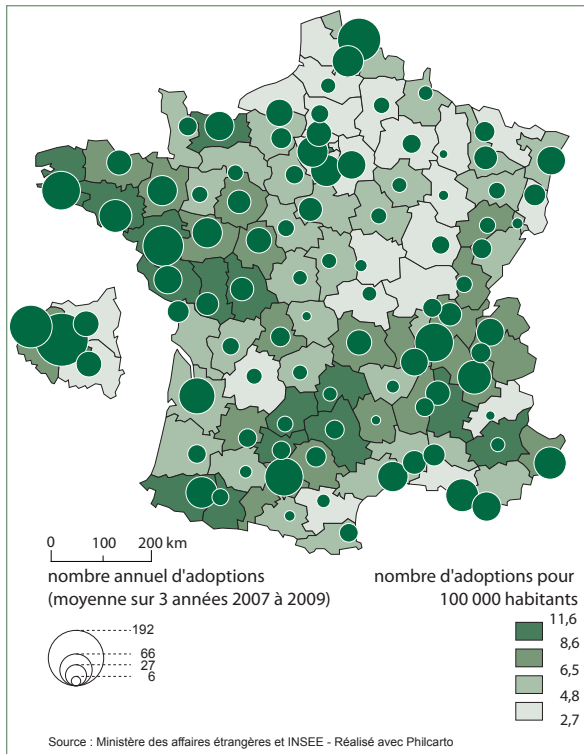 0 100 200 km
nombre annuel d'adoptions
(moyenne sur 3 années 2007 à 2009)
192
66
27
6
nombre d'adoptions pour
100 000 habitants
11,6
8,6
6,5
4,8
2,7
Source : Ministère des affaires étrangères et INSEE - Réalisé avec Philcarto